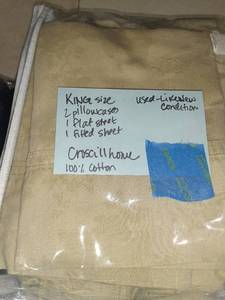 KING size
2 pillowcases
1 flat sheet
1 fitted sheet
Croscill home
100% cotton
used-Like New
condition